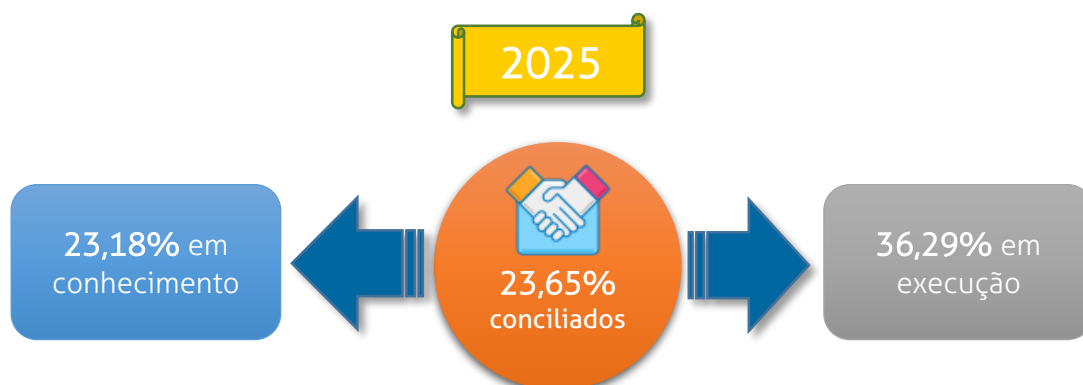 2025
23,18% em
conhecimento
23,65%
conciliados
36,29% em
execução